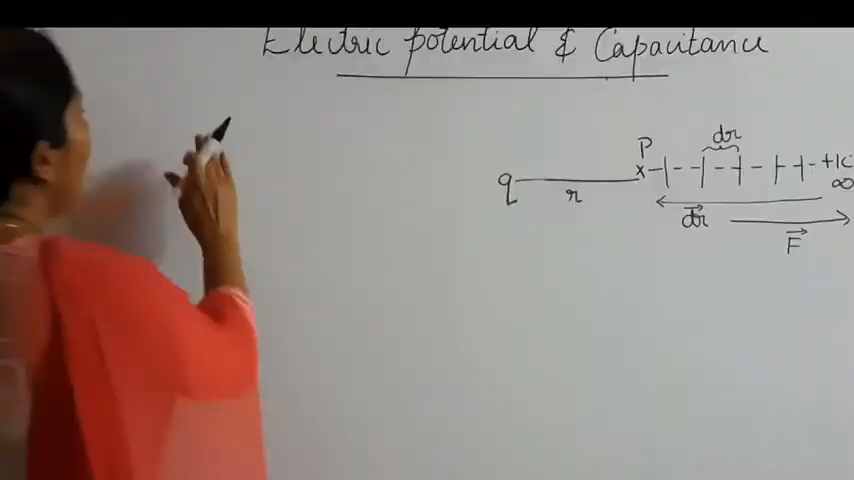 Electric potential & Capacitance
dr
P
x
+1C
∞
q
r
dr
F